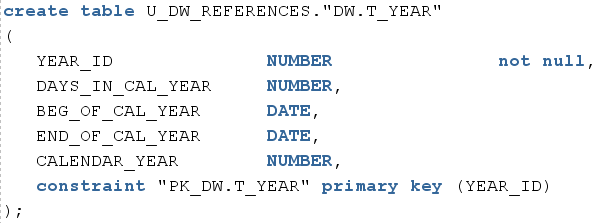 create table U_DW_REFERENCES."DW.T_YEAR"
(
YEAR_ID NUMBER not null,
DAYS_IN_CAL_YEAR NUMBER,
BEG_OF_CAL_YEAR DATE,
END_OF_CAL_YEAR DATE,
CALENDAR_YEAR NUMBER,
constraint "PK_DW.T_YEAR" primary key (YEAR_ID)
);